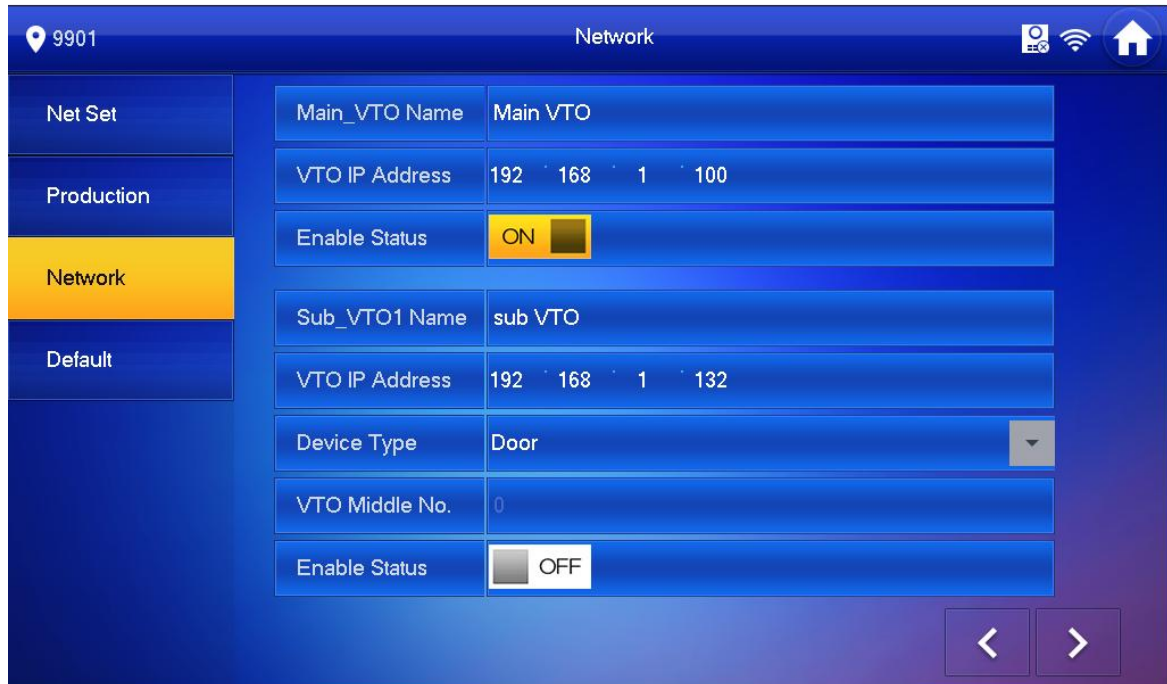 9901 Network
Net Set
Production
Network
Default
Main_VTO Name Main VTO
VTO IP Address 192 . 168 . 1 . 100
Enable Status ON
Sub_VTO1 Name sub VTO
VTO IP Address 192 . 168 . 1 . 132
Device Type Door
VTO Middle No. 0
Enable Status OFF